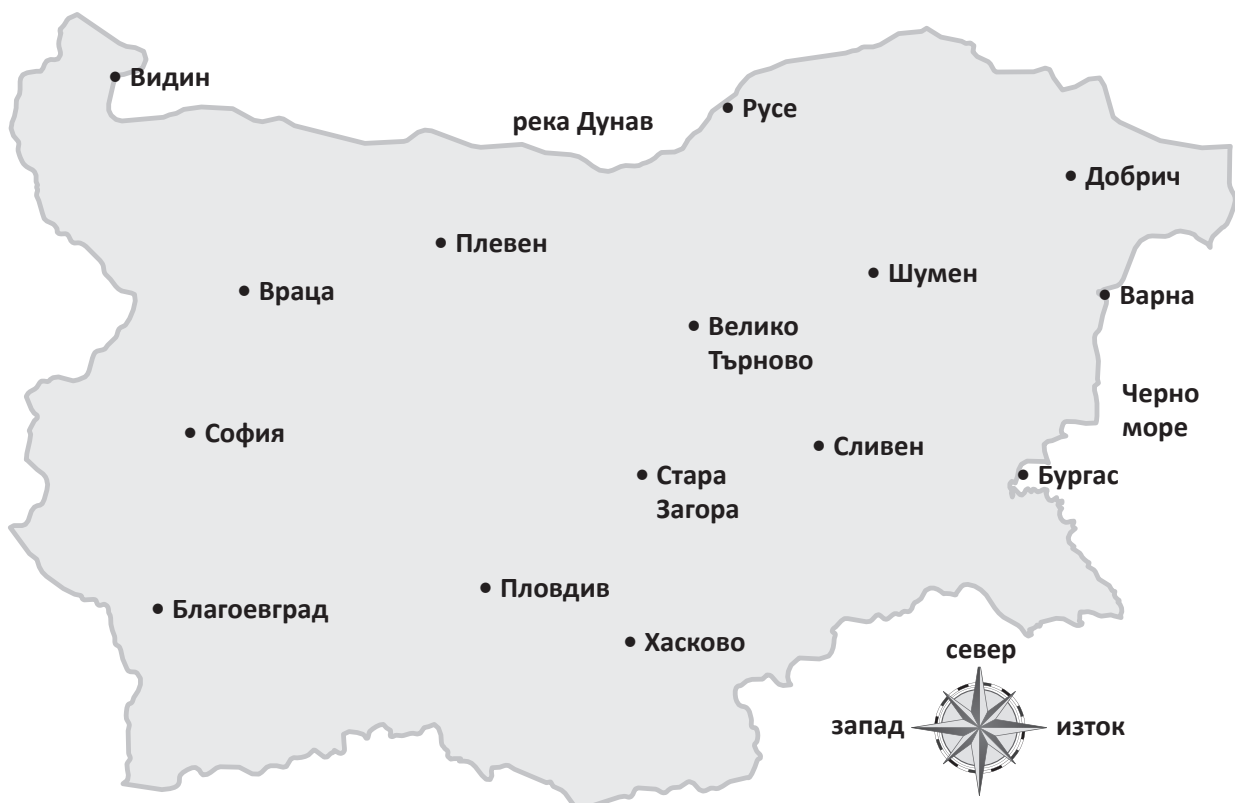 Видин
Русе
река Дунав
Добрич
Плевен
Шумен
Враца
Варна
Велико
Търново
Черно
море
София
Сливен
Стара
Загора
Бургас
Пловдив
Благоевград
Хасково
север
запад
изток